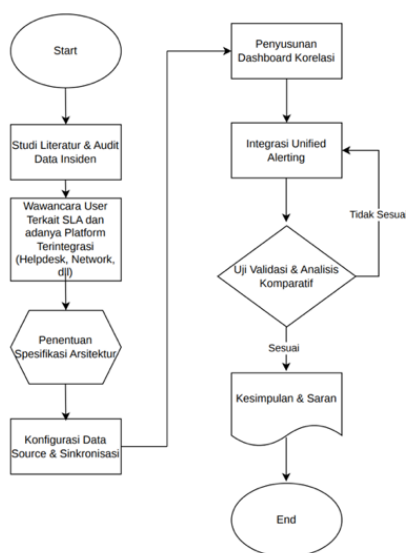 Start
Studi Literatur & Audit
Data Insiden
Wawancara User
Terkait SLA dan
adanya Platform
Terintegrasi
(Helpdesk, Network,
dll)
Penentuan
Spesifikasi Arsitektur
Konfigurasi Data
Source & Sinkronisasi
Penyusunan
Dashboard Korelasi
Integrasi Unified
Alerting
Tidak Sesua
Uji Validasi & Analisis
Komparatif
Sesuai
Kesimpulan & Saran
End